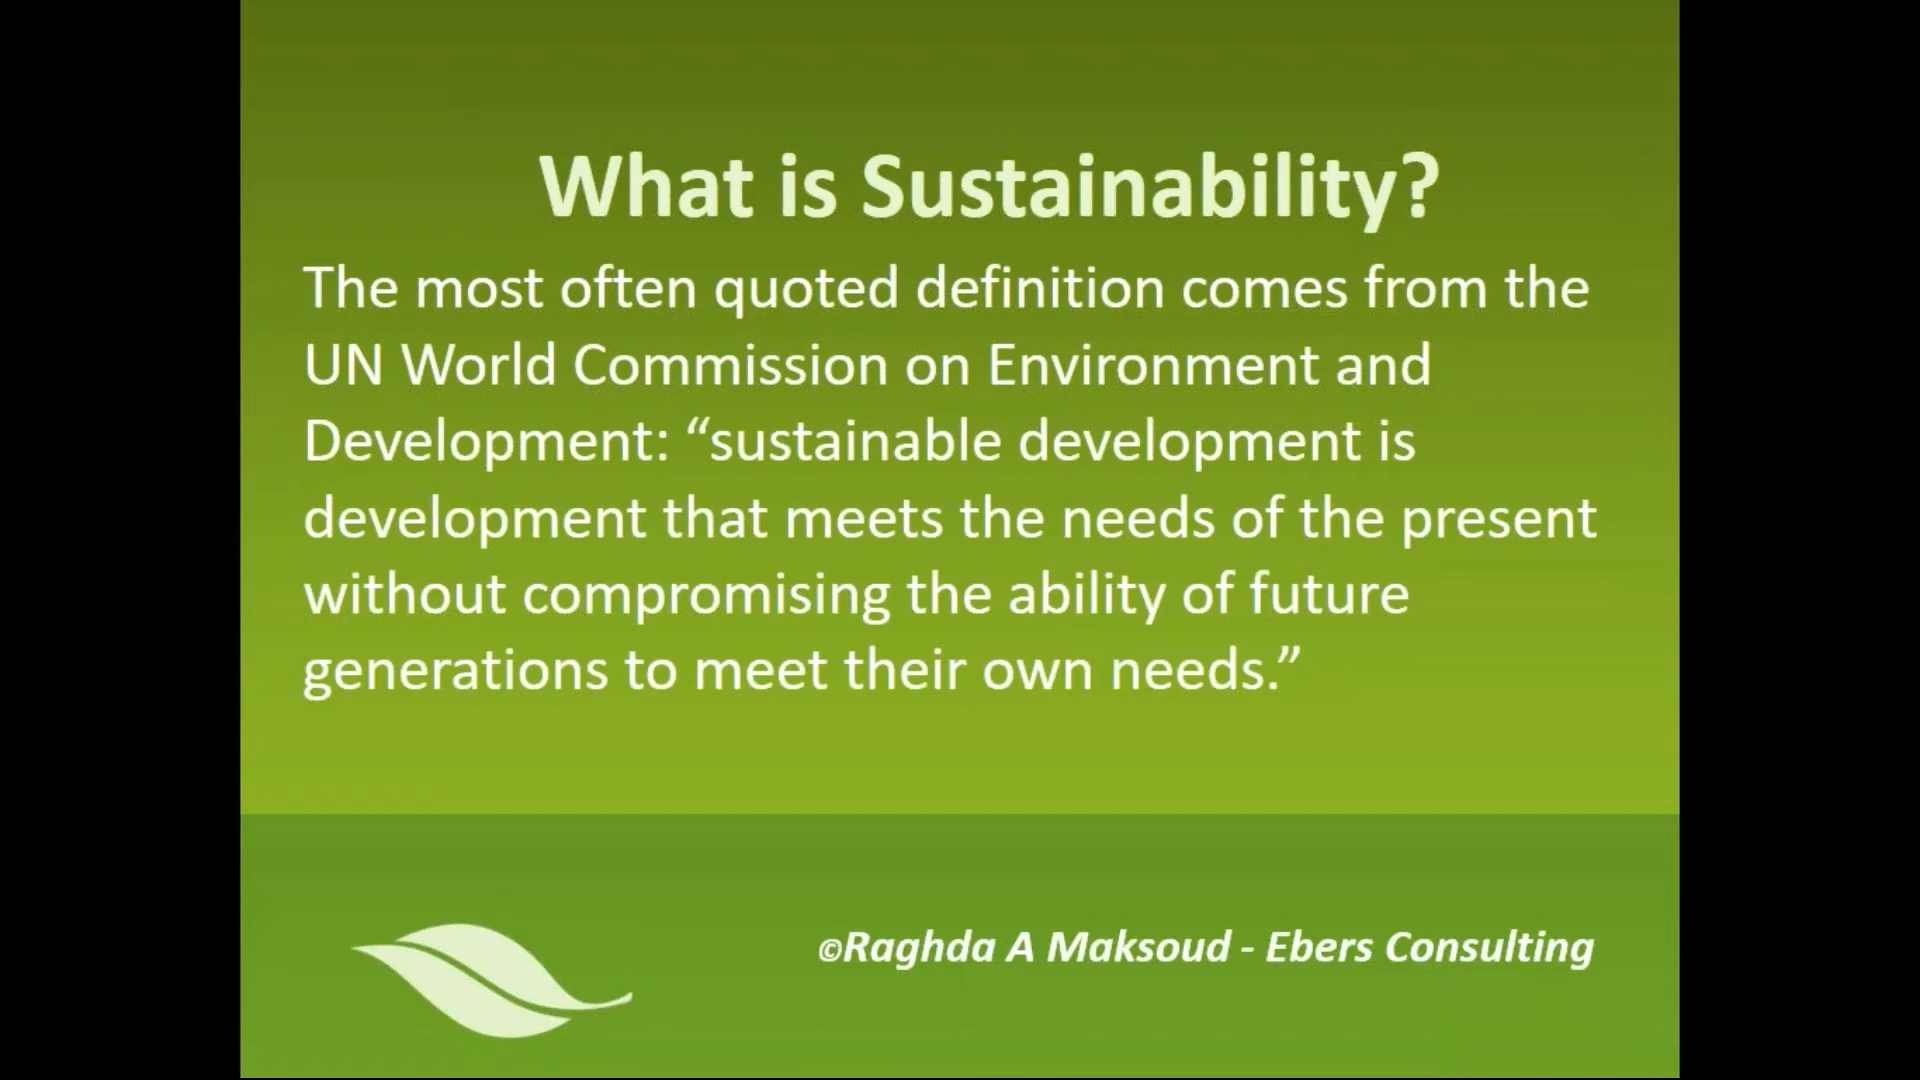 What is Sustainability?
The most often quoted definition comes from the
UN World Commission on Environment and
Development: “sustainable development is
development that meets the needs of the present
without compromising the ability of future
generations to meet their own needs.”
©Raghda A Maksoud - Ebers Consulting